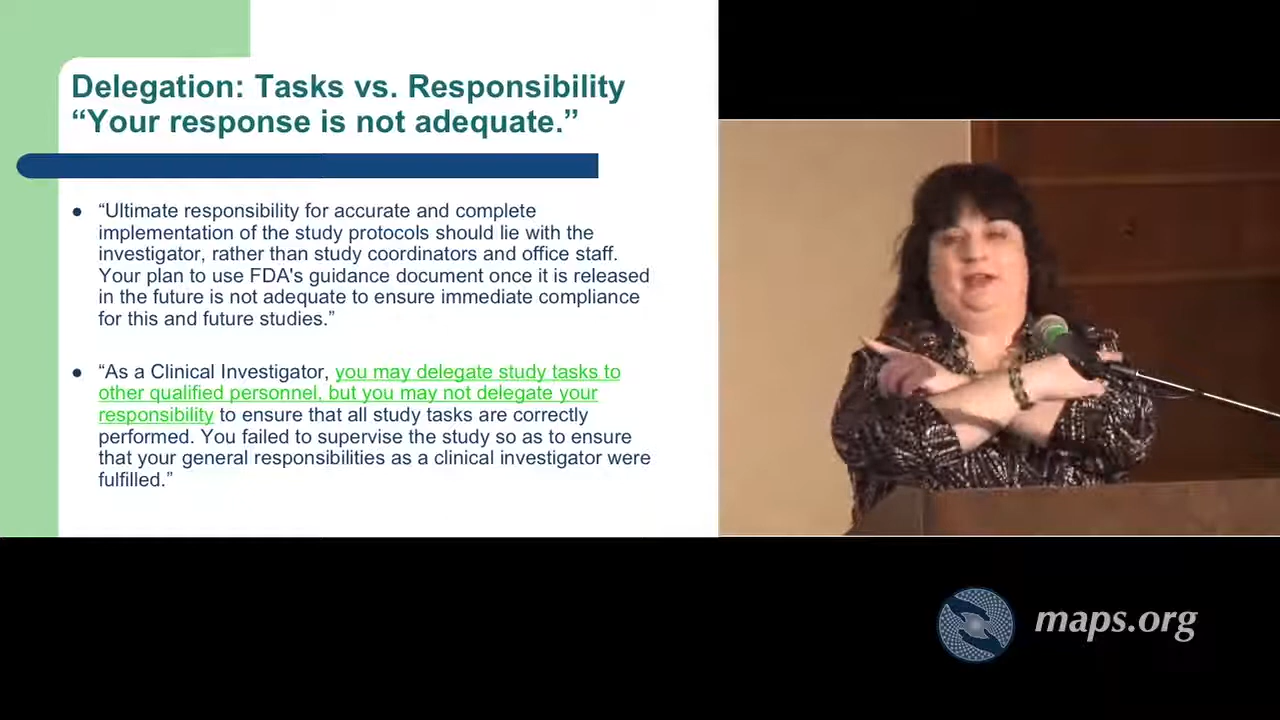 Delegation: Tasks vs. Responsibility
“Your response is not adequate.”
“Ultimate responsibility for accurate and complete
implementation of the study protocols should lie with the
investigator, rather than study coordinators and office staff.
Your plan to use FDA's guidance document once it is released
in the future is not adequate to ensure immediate compliance
for this and future studies.”
“As a Clinical Investigator, you may delegate study tasks to
other qualified personnel, but you may not delegate your
responsibility to ensure that all study tasks are correctly
performed. You failed to supervise the study so as to ensure
that your general responsibilities as a clinical investigator were
fulfilled.”
maps.org